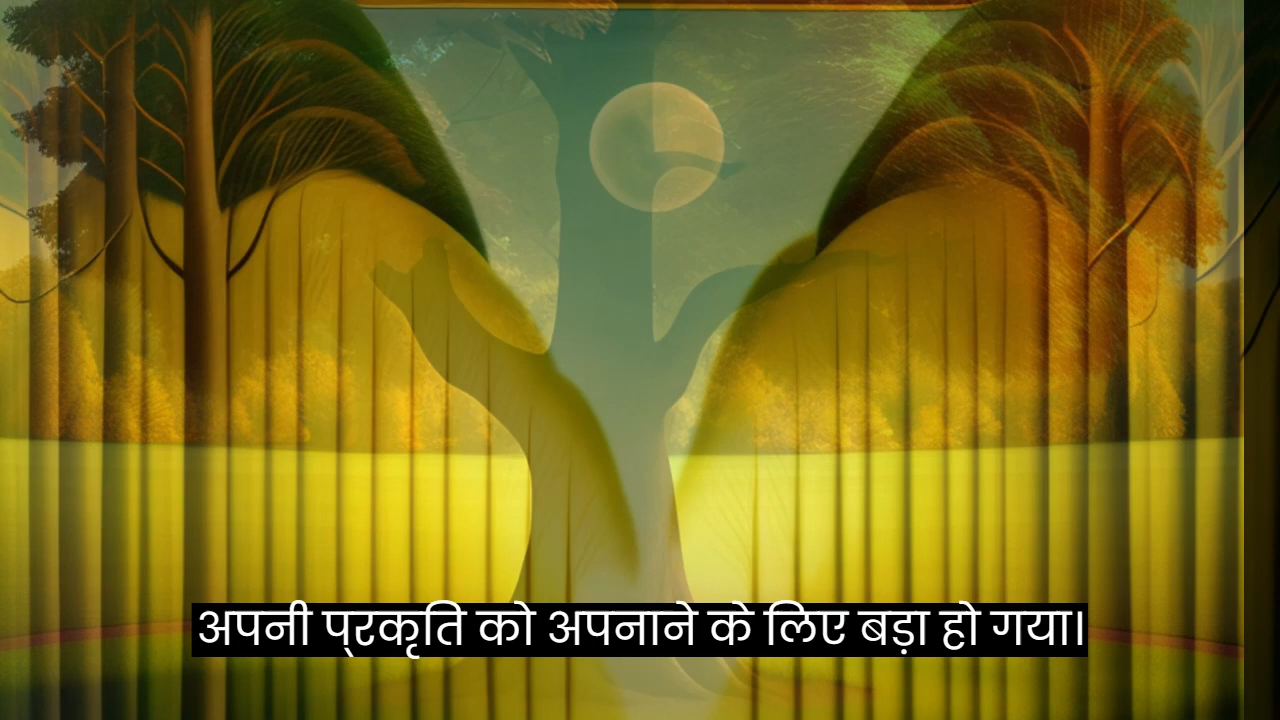 अपनी प्रकृति को अपनाने के लिए बड़ा हो गया।